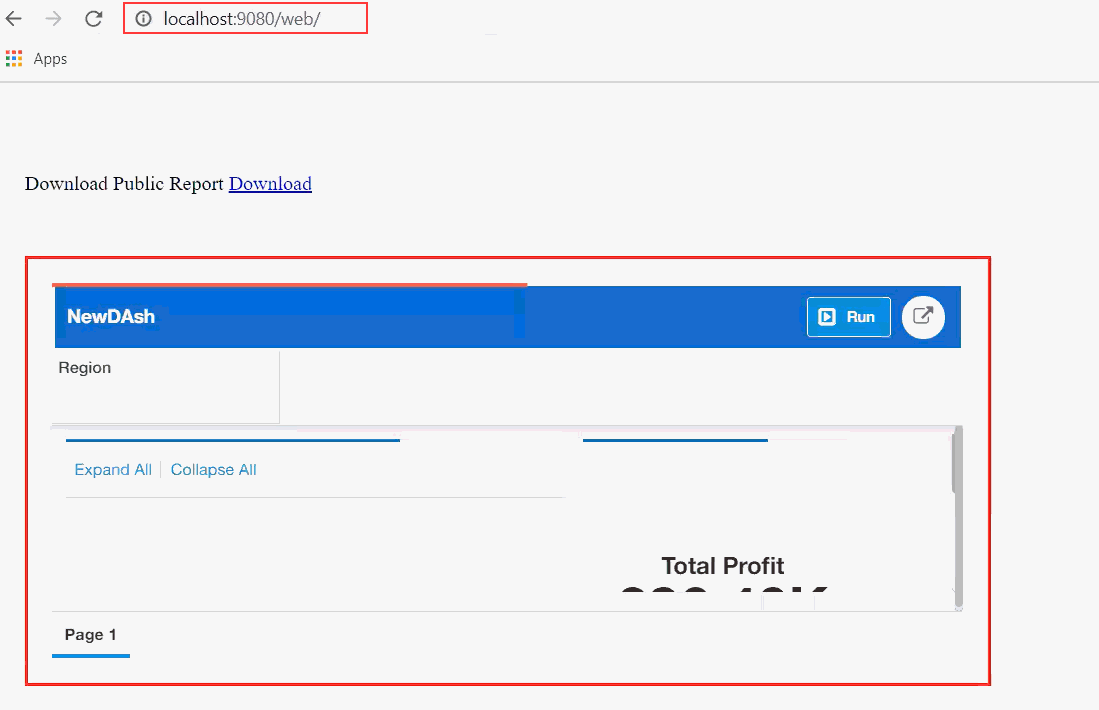 localhost:9080/web/
Apps
Download Public Report Download
NewDAsh
Run
Region
Expand All
Collapse All
Total Profit
Page 1